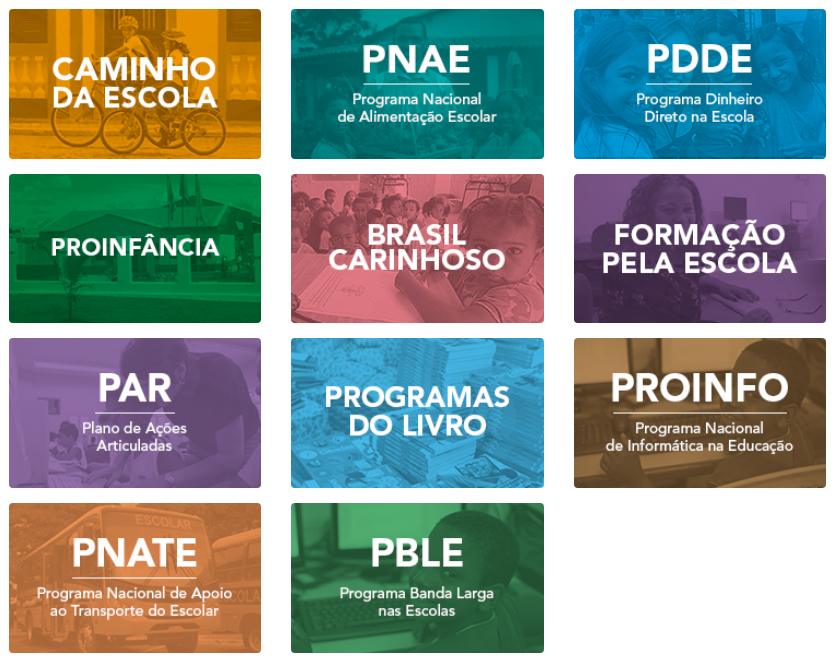 CAMINHO
DA ESCOLA
PNAE
Programa Nacional
de Alimentação Escolar
PDDE
Programa Dinheiro
Direto na Escola
PROINFÂNCIA
BRASIL
CARINHOSO
FORMAÇÃO
PELA ESCOLA
PAR
Plano de Ações
Articuladas
PROGRAMAS
DO LIVRO
PROINFO
Programa Nacional
de Informática na Educação
ESCOLAR
PNATE
Programa Nacional de Apoio
ao Transporte do Escolar
PBLE
Programa Banda Larga
nas Escolas